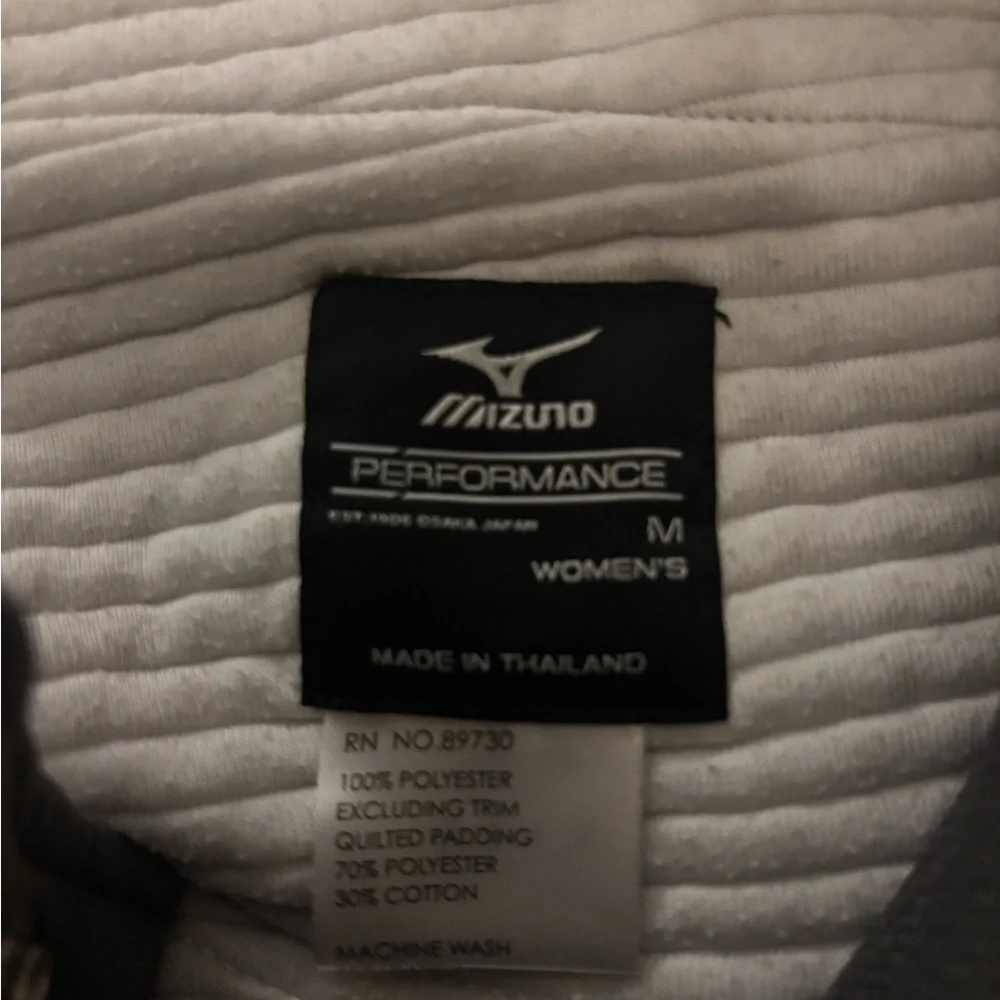 MIZUNO
PERFORMANCE
EST. 1906 OSAKA JAPAN
M
WOMEN'S
MADE IN THAILAND
RN NO.89730
100% POLYESTER
EXCLUDING TRIM
QUILTED PADDING
70% POLYESTER
30% COTTON
MACHINE WASH